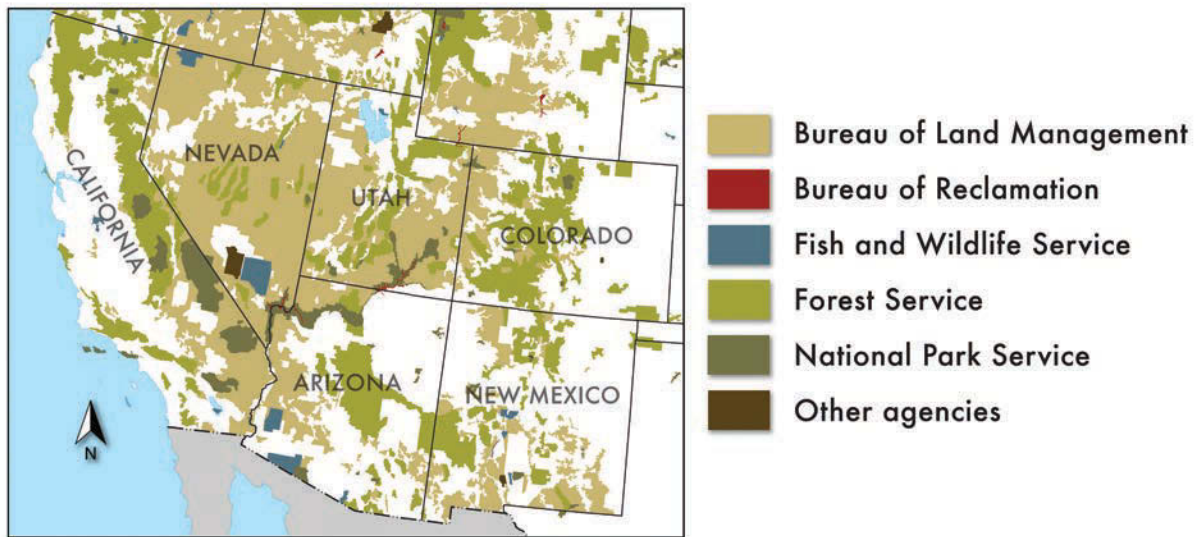 NEVADA
UTAH
CALIFORNIA
COLORADO
ARIZONA
NEW MEXICO
N
Bureau of Land Management
Bureau of Reclamation
Fish and Wildlife Service
Forest Service
National Park Service
Other agencies